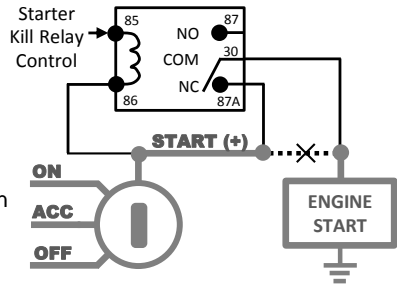 Starter
Kill Relay
Control
85
NO
87
COM
30
NC
86
87A
START (+)
ON
n
ACC
OFF
ENGINE
START